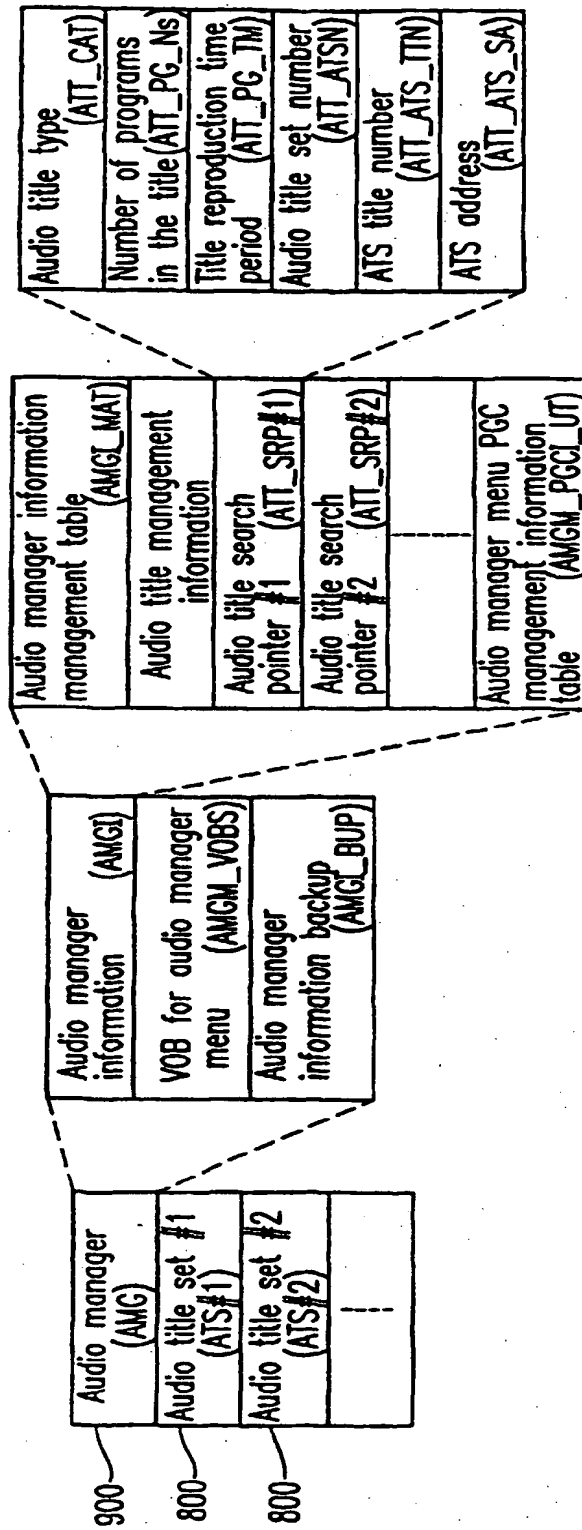 900
Audio manager
(AMG)
800
Audio title set #1
(ATS#1)
800
Audio title set #2
(ATS#2)
Audio manager
information (AMGI)
VOB for audio manager
menu (AMGM_VOBS)
Audio manager
information backup
(AMGI_BUP)
Audio manager information
management table
(AMGI_MAT)
Audio title management
information
Audio title search
pointer #1 (ATT_SRP#1)
Audio title search
pointer #2 (ATT_SRP#2)
Audio manager menu PGC
management information
table (AMGM_PGCI_UT)
Audio title type
(ATT_CAT)
Number of programs
in the title(ATT_PG_Ns)
Title reproduction time
period (ATT_PG_TM)
Audio title set number
(ATT_ATSN)
ATS title number
(ATT_ATS_TTN)
ATS address
(ATT_ATS_SA)